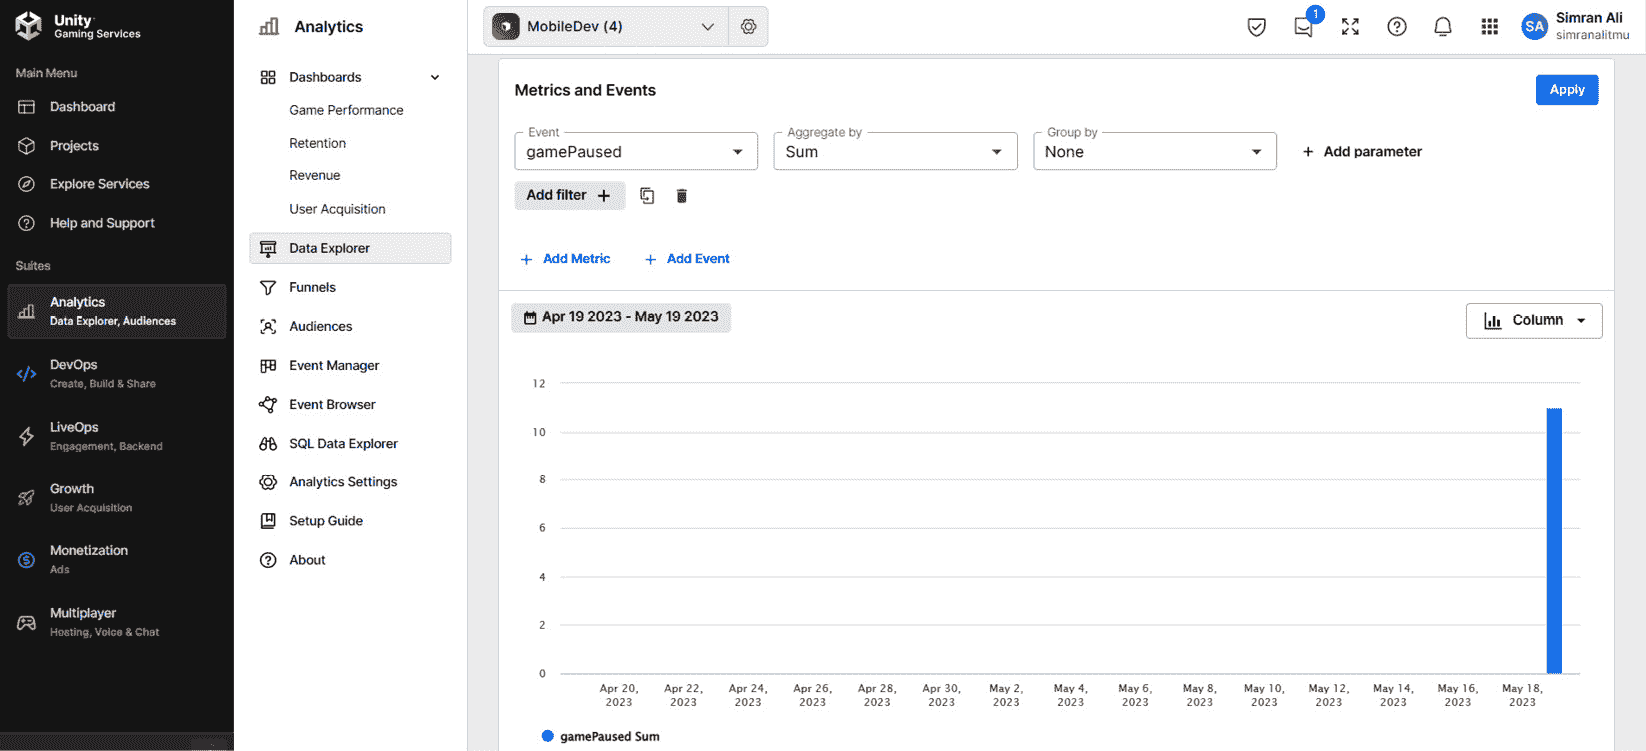 Unity
Gaming Services
Main Menu
Dashboard
Projects
Explore Services
Help and Support
Suites
Analytics
Data Explorer, Audiences
DevOps
Create, Build & Share
LiveOps
Engagement, Backend
Growth
User Acquisition
Monetization
Ads
Multiplayer
Hosting, Voice & Chat
Analytics
Dashboards
Game Performance
Retention
Revenue
User Acquisition
Data Explorer
Funnels
Audiences
Event Manager
Event Browser
SQL Data Explorer
Analytics Settings
Setup Guide
About
MobileDev (4)
1
SA
Simran Ali
simranalitmu
Metrics and Events
Apply
Event
gamePaused
Aggregate by
Sum
Group by
None
+ Add parameter
Add filter +
+ Add Metric
+ Add Event
Apr 19 2023 - May 19 2023
Column
12
10
8
6
4
2
0
Apr 20, 2023
Apr 22, 2023
Apr 24, 2023
Apr 26, 2023
Apr 28, 2023
Apr 30, 2023
May 2, 2023
May 4, 2023
May 6, 2023
May 8, 2023
May 10, 2023
May 12, 2023
May 14, 2023
May 16, 2023
May 18, 2023
gamePaused Sum